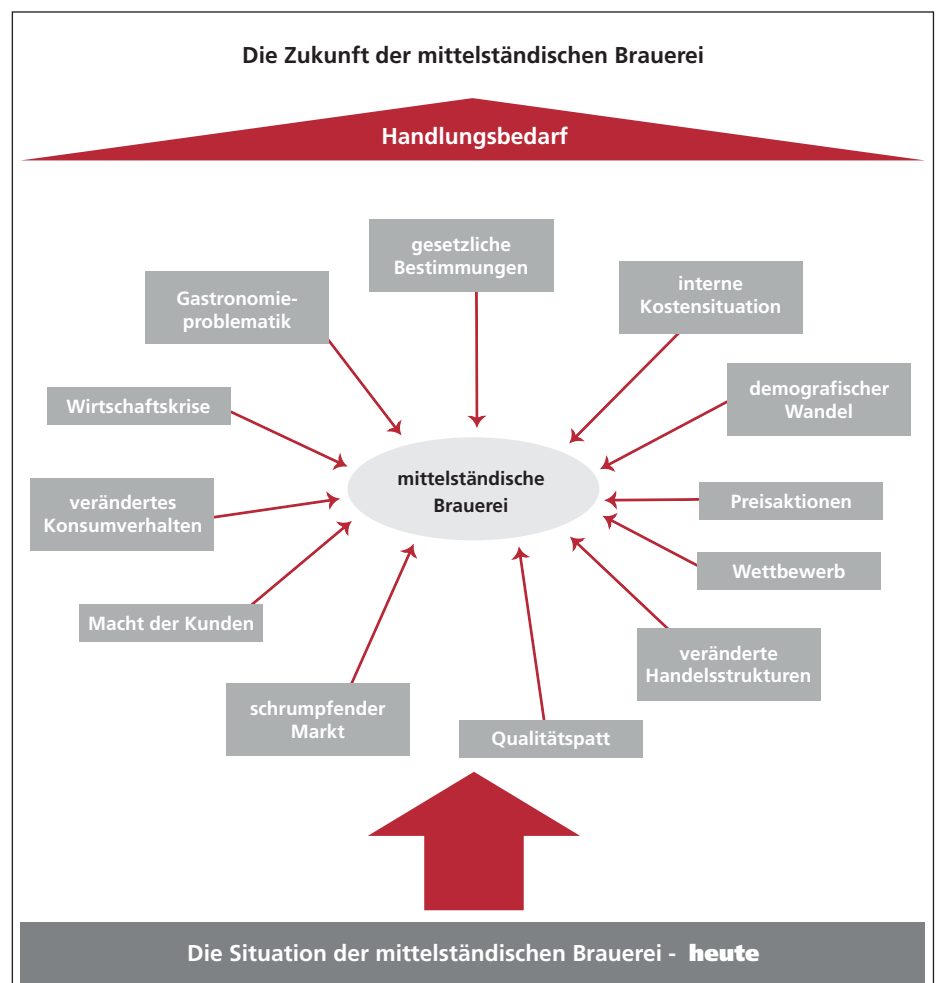 Die Zukunft der mittelständischen Brauerei
Handlungsbedarf
gesetzliche
Bestimmungen
interne
Kostensituation
Gastronomie-
problematik
demografischer
Wandel
Wirtschaftskrise
mittelständische
Brauerei
verändertes
Konsumverhalten
Preisaktionen
Wettbewerb
Macht der Kunden
veränderte
Handelsstrukturen
schrumpfender
Markt
Qualitätspatt
Die Situation der mittelständischen Brauerei - heute